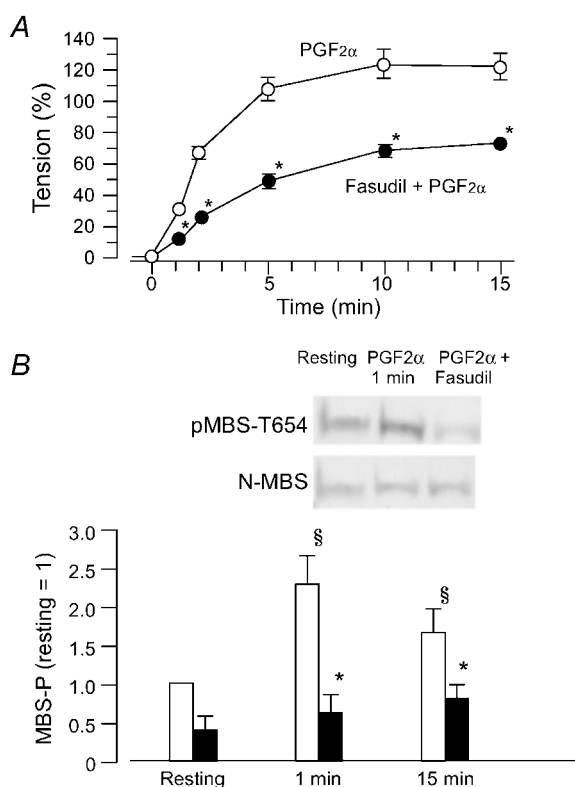 A
140
120
100
80
60
40
20
0
Tension (%)
PGF2α
*
*
*
*
*
Fasudil + PGF2α
0 5 10 15
Time (min)
B
Resting PGF2α PGF2α +
1 min Fasudil
pMBS-T654
N-MBS
3.0
2.5
2.0
1.5
1.0
0.5
0
MBS-P (resting = 1)
§
*
§
*
Resting 1 min 15 min